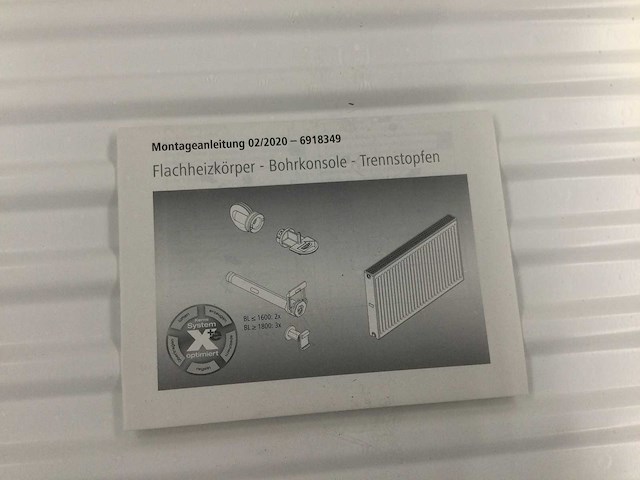 Montageanleitung 02/2020 – 6918349
Flachheizkörper - Bohrkonsole - Trennstopfen
BL ≤ 1600: 2x
BL ≥ 1800: 3x
System
X
optimiert